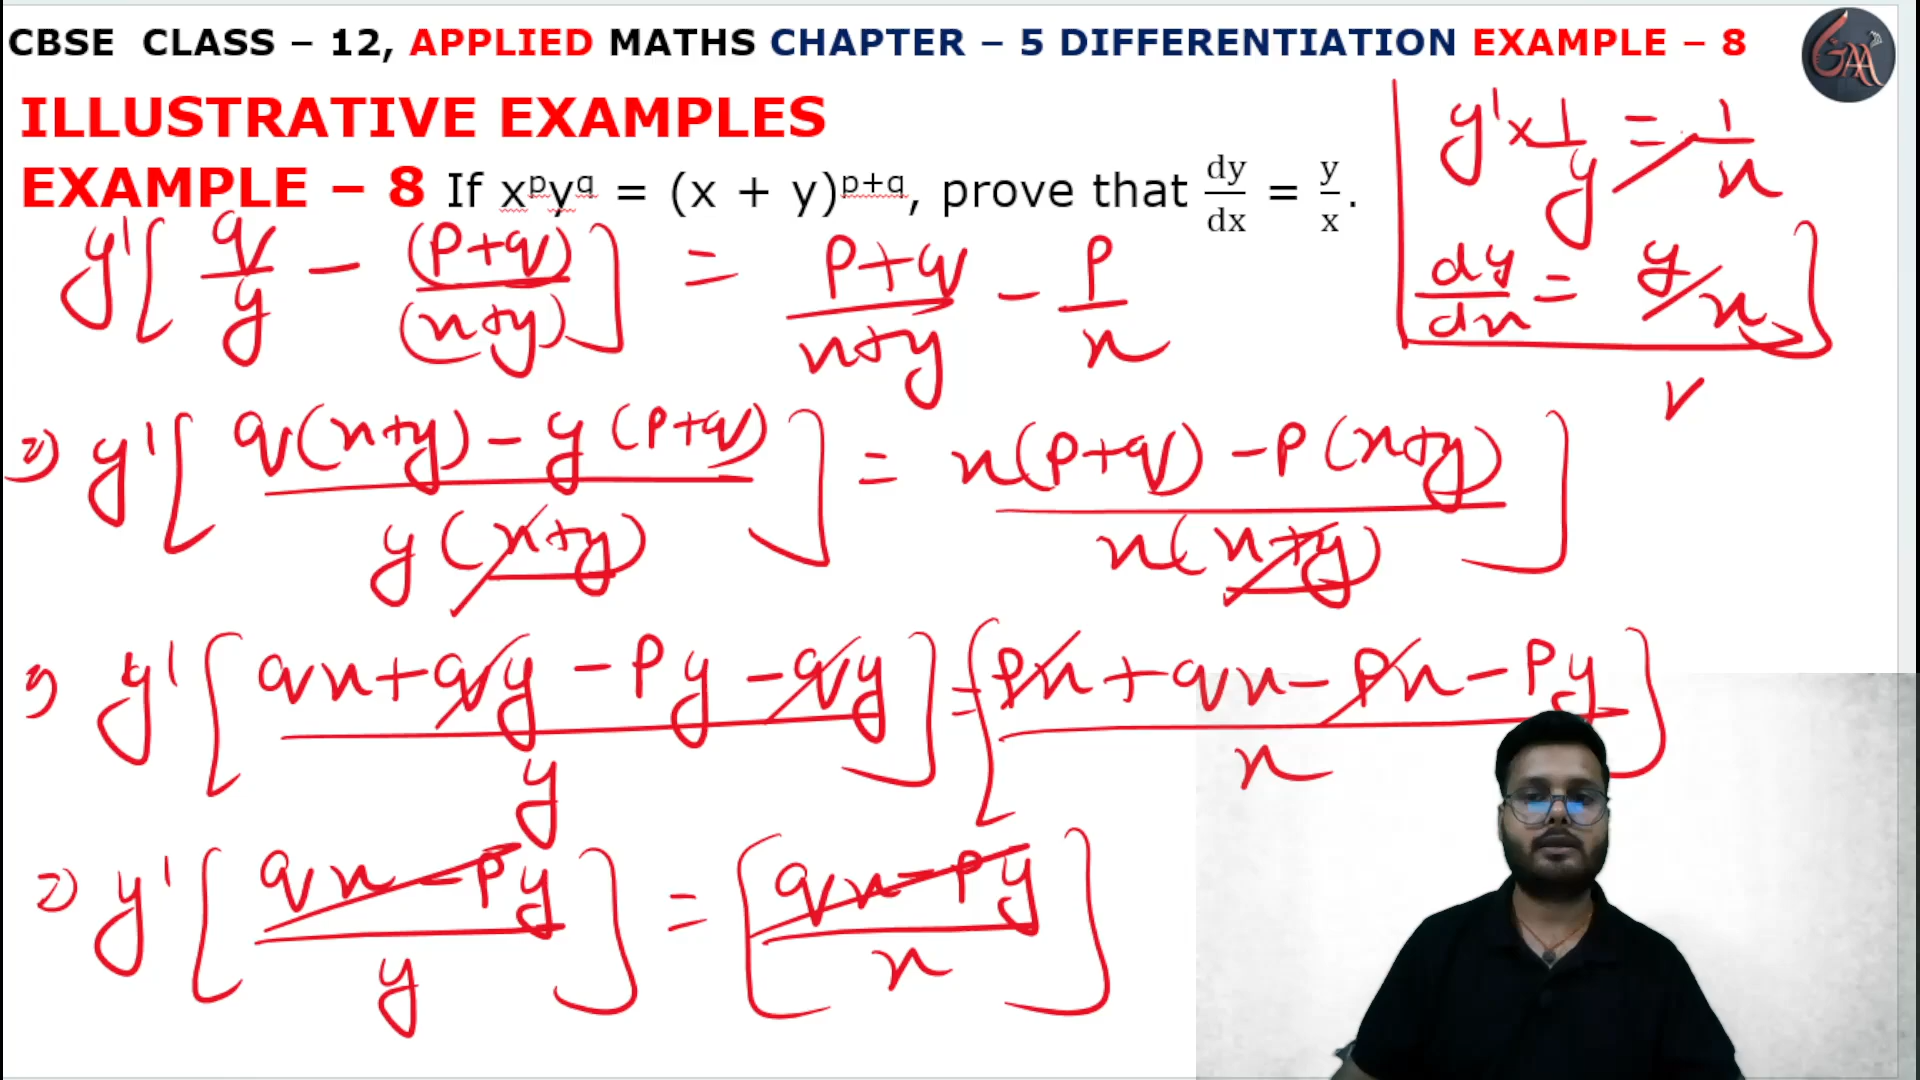 CBSE CLASS – 12, APPLIED MATHS CHAPTER – 5 DIFFERENTIATION EXAMPLE – 8
GAA
ILLUSTRATIVE EXAMPLES
EXAMPLE – 8 If x^p y^q = (x + y)^(p+q), prove that dy/dx = y/x.
y'[q/y - (p+q)/(x+y)] = p+q/x+y - p/x
⇒ y'[q(x+y) - y(p+q) / y(x+y)] = x(p+q) - p(x+y) / x(x+y)]
⇒ y'[qx+qy - py - qy / y] = [px + qx - px - py / x]
⇒ y'[qx - py / y] = [qx - py / x]
y' x 1/y = 1/x
dy/dx = y/x